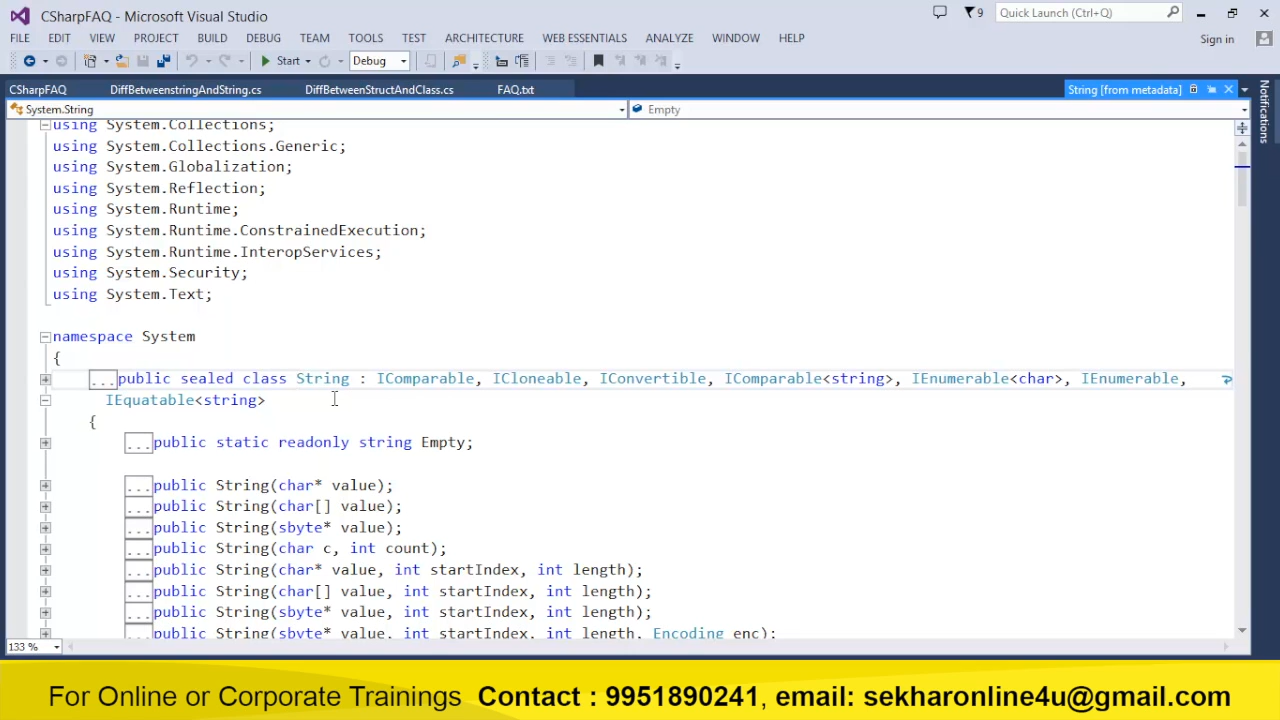 CSharpFAQ - Microsoft Visual Studio
9
Quick Launch (Ctrl+Q)
FILE EDIT VIEW PROJECT BUILD DEBUG TEAM TOOLS TEST ARCHITECTURE WEB ESSENTIALS ANALYZE WINDOW HELP
Sign in
Start Debug
CSharpFAQ DiffBetweenstringAndString.cs DiffBetweenStructAndClass.cs FAQ.txt String [from metadata]
Notifications
System.String Empty
using System.Collections;
using System.Collections.Generic;
using System.Globalization;
using System.Reflection;
using System.Runtime;
using System.Runtime.ConstrainedExecution;
using System.Runtime.InteropServices;
using System.Security;
using System.Text;
namespace System
{
...public sealed class String : IComparable, ICloneable, IConvertible, IComparable<string>, IEnumerable<char>, IEnumerable,
IEquatable<string>
{
...public static readonly string Empty;
...public String(char* value);
...public String(char[] value);
...public String(sbyte* value);
...public String(char c, int count);
...public String(char* value, int startIndex, int length);
...public String(char[] value, int startIndex, int length);
...public String(sbyte* value, int startIndex, int length);
...public String(sbyte* value, int startIndex, int length, Encoding enc);
133 %
For Online or Corporate Trainings Contact : 9951890241, email: sekharonline4u@gmail.com